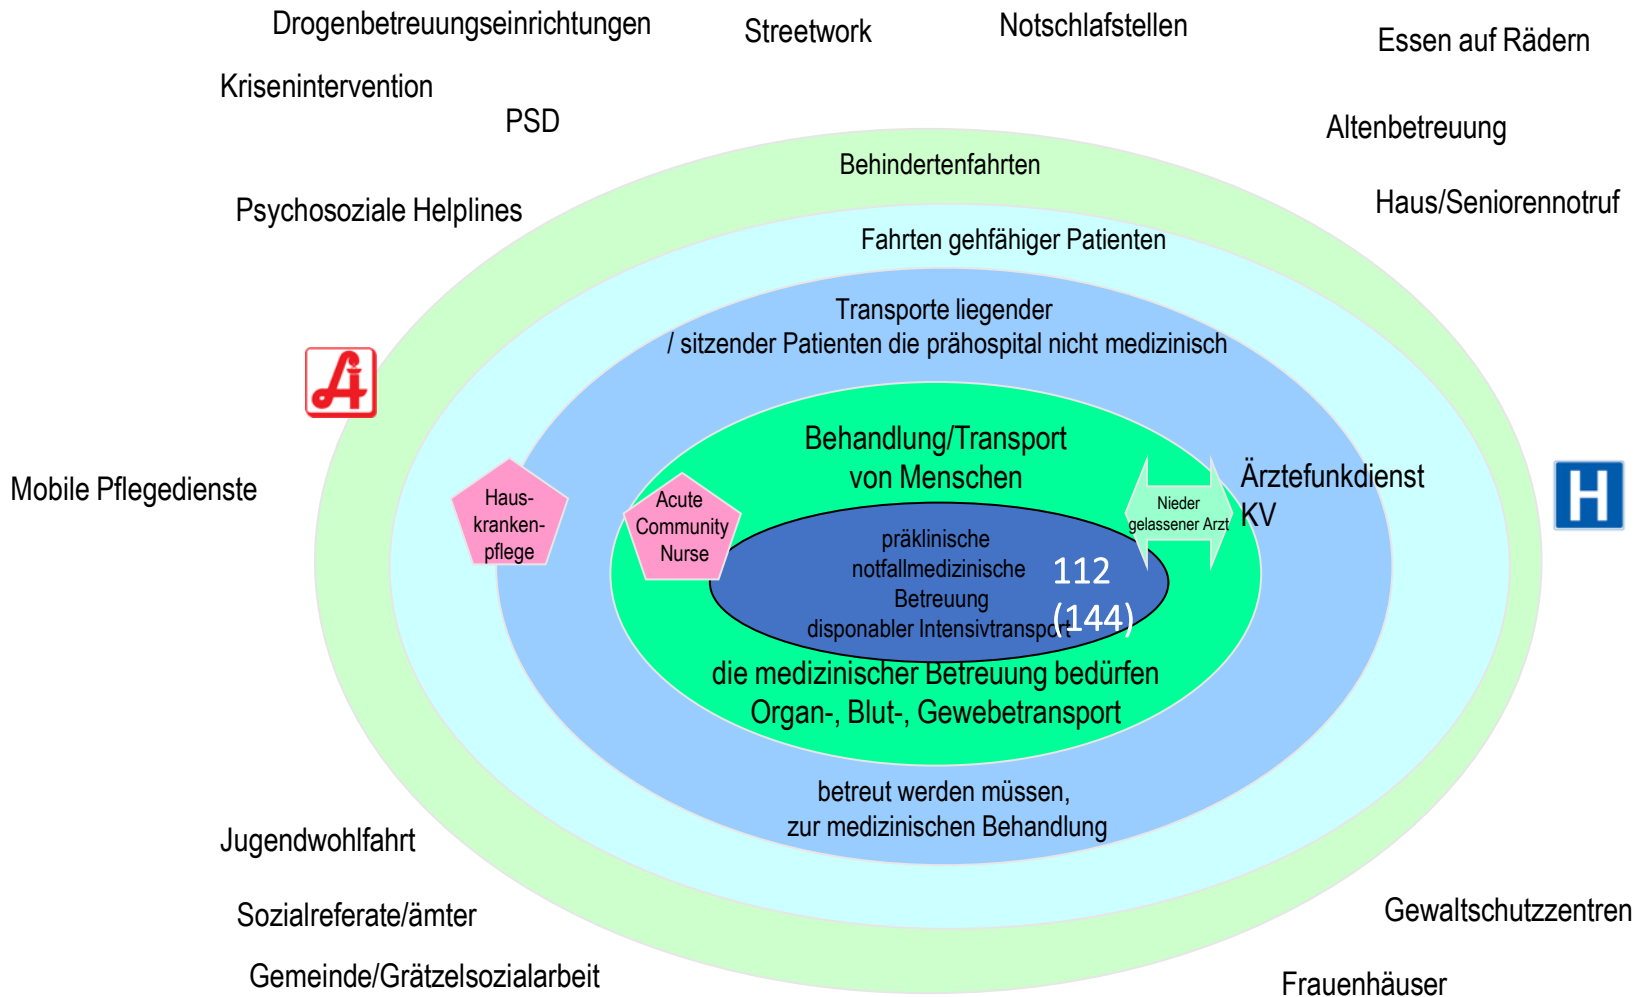 Drogenbetreuungseinrichtungen
Streetwork
Notschlafstellen
Essen auf Rädern
Krisenintervention
PSD
Altenbetreuung
Behindertenfahrten
Psychosoziale Helplines
Haus/Seniorennotruf
Fahrten gehfähiger Patienten
Transporte liegender
/ sitzender Patienten die prähospital nicht medizinisch
Behandlung/Transport
von Menschen
Mobile Pflegedienste
Haus-
kranken-
pflege
Acute
Community
Nurse
Nieder
gelassener Arzt
Ärztefunkdienst
KV
H
präklinische
notfallmedizinische
Betreuung
disponabler Intensivtransport
112
(144)
die medizinischer Betreuung bedürfen
Organ-, Blut-, Gewebetransport
betreut werden müssen,
zur medizinischen Behandlung
Jugendwohlfahrt
Sozialreferate/ämter
Gemeinde/Grätzelsozialarbeit
Gewaltschutzzentren
Frauenhäuser